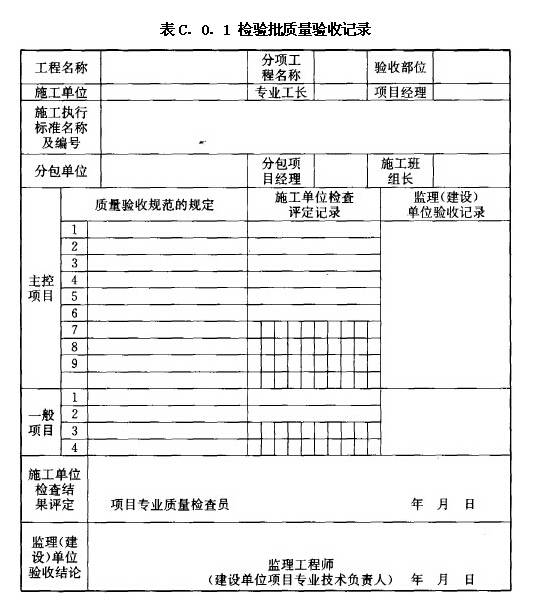 表C. 0. 1 检验批质量验收记录
工程名称
分项工
程名称
验收部位
施工单位
专业工长
项目经理
施工执行
标准名称
及编号
分包单位
分包项
目经理
施工班
组长
质量验收规范的规定
施工单位检查
评定记录
监理(建设)
单位验收记录
主控
项目
1
2
3
4
5
6
7
8
9
一般
项目
1
2
3
4
施工单位
检查结
果评定
项目专业质量检查员 年 月 日
监理(建
设)单位
验收结论
监理工程师
(建设单位项目专业技术负责人) 年 月 日